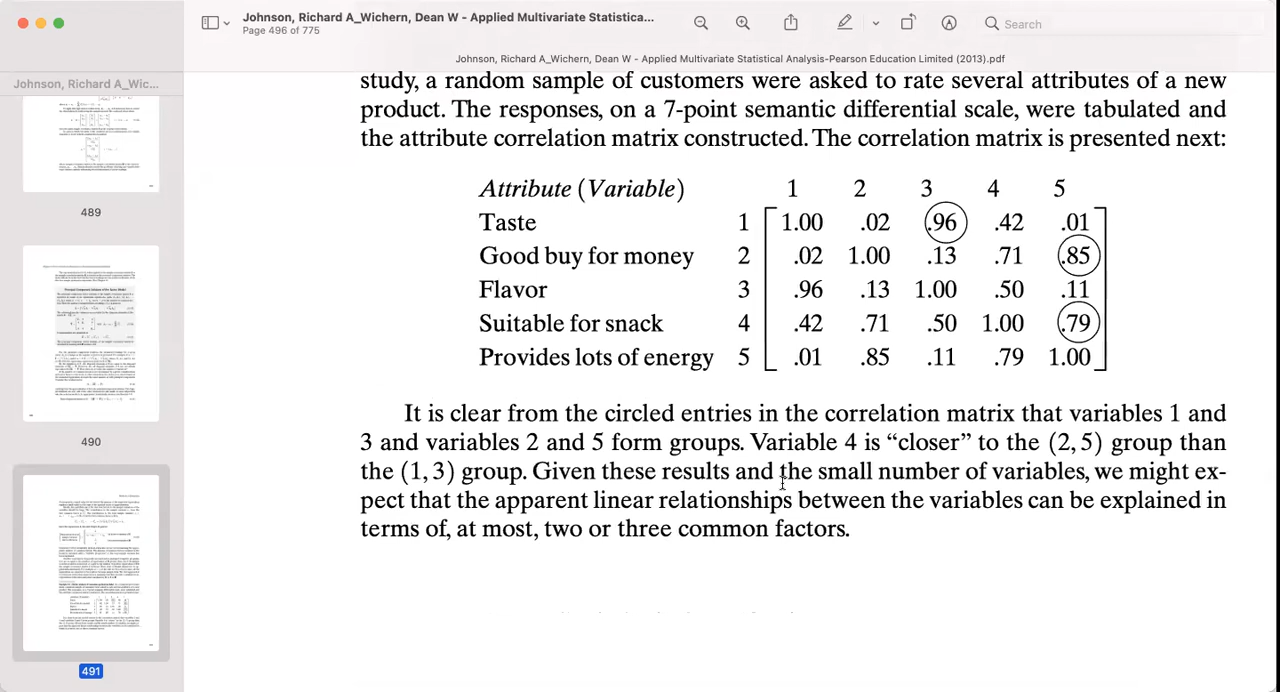 Johnson, Richard A_Wichern, Dean W - Applied Multivariate Statistica...
Page 496 of 775
Search
Johnson, Richard A_Wic...
Johnson, Richard A_Wichern, Dean W - Applied Multivariate Statistical Analysis-Pearson Education Limited (2013).pdf
489
490
491
study, a random sample of customers were asked to rate several attributes of a new
product. The responses, on a 7-point semantic differential scale, were tabulated and
the attribute correlation matrix constructed. The correlation matrix is presented next:
Attribute (Variable) 1 2 3 4 5
Taste 1 1.00 .02 .96 .42 .01
Good buy for money 2 .02 1.00 .13 .71 .85
Flavor 3 .96 .13 1.00 .50 .11
Suitable for snack 4 .42 .71 .50 1.00 .79
Provides lots of energy 5 .01 .85 .11 .79 1.00
It is clear from the circled entries in the correlation matrix that variables 1 and
3 and variables 2 and 5 form groups. Variable 4 is “closer” to the (2, 5) group than
the (1, 3) group. Given these results and the small number of variables, we might ex-
pect that the apparent linear relationships between the variables can be explained in
terms of, at most, two or three common factors.